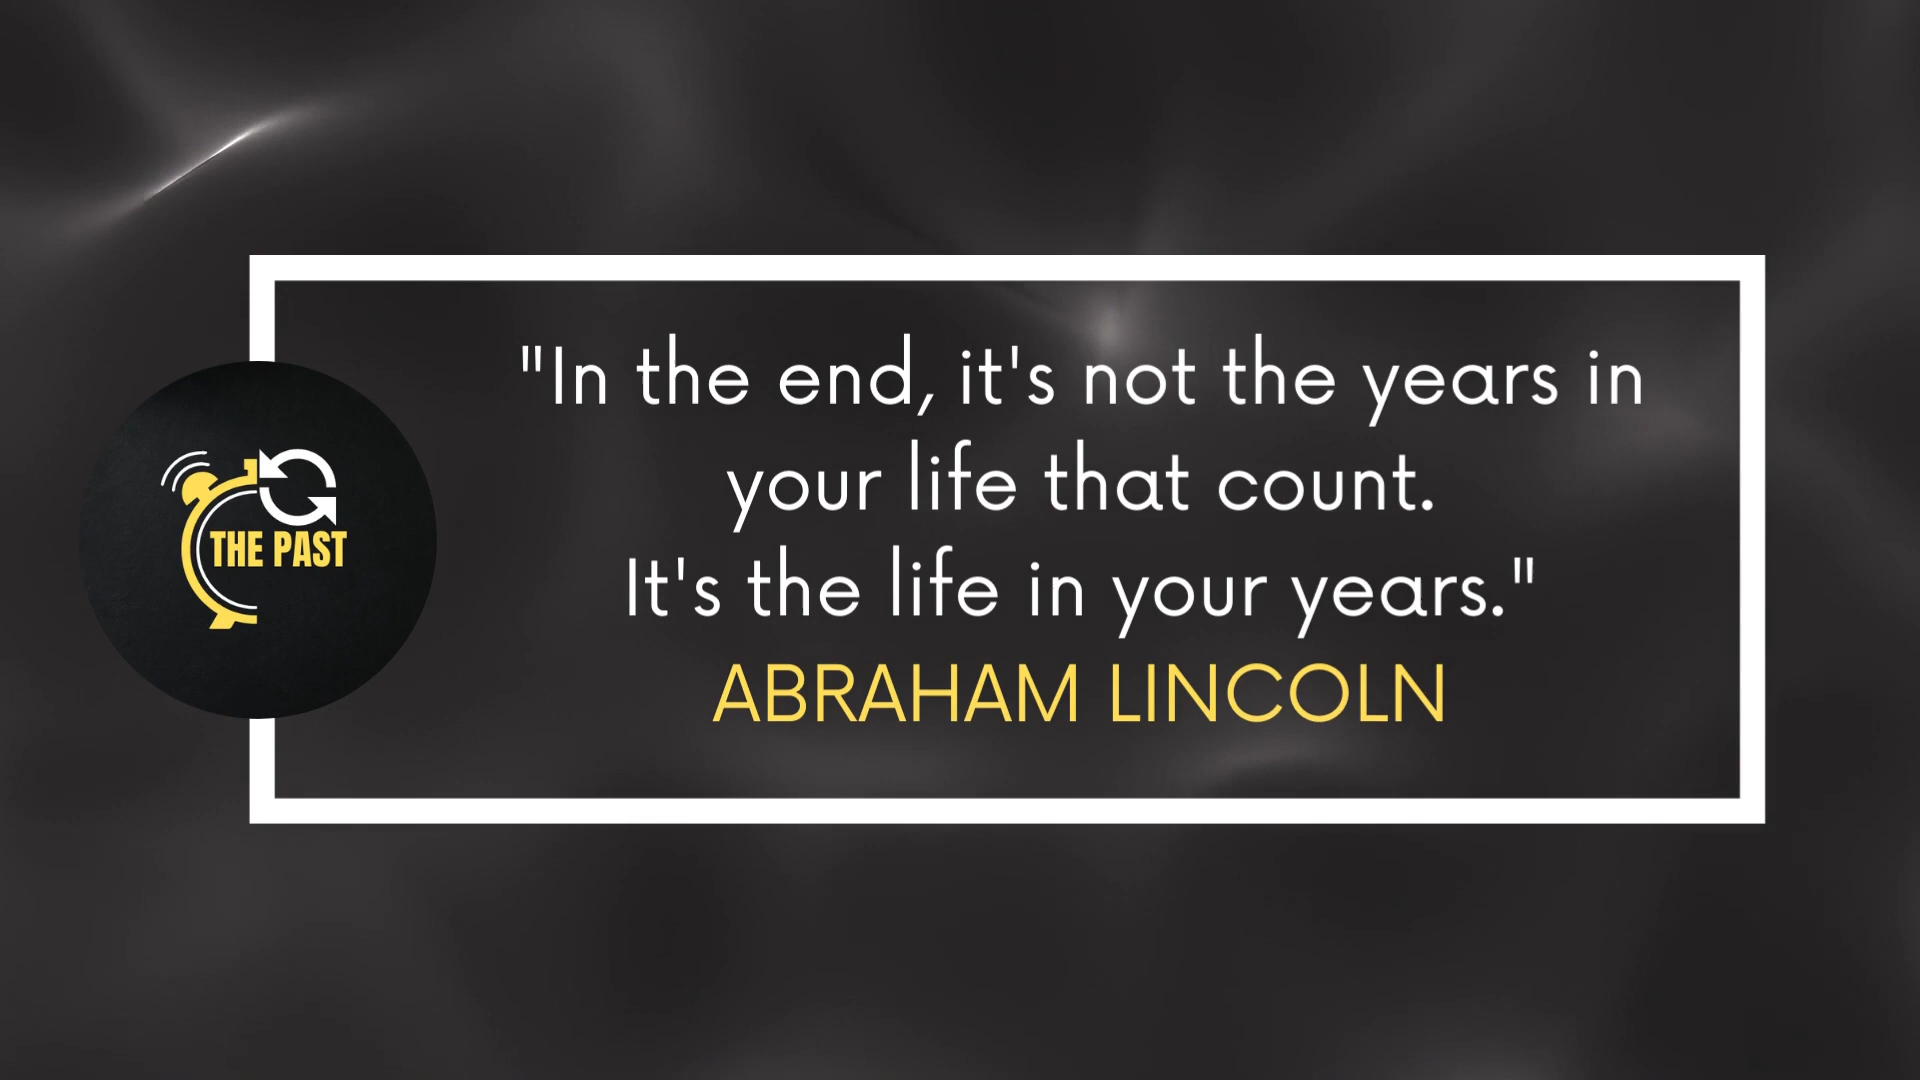 THE PAST
"In the end, it's not the years in
your life that count.
It's the life in your years."
ABRAHAM LINCOLN